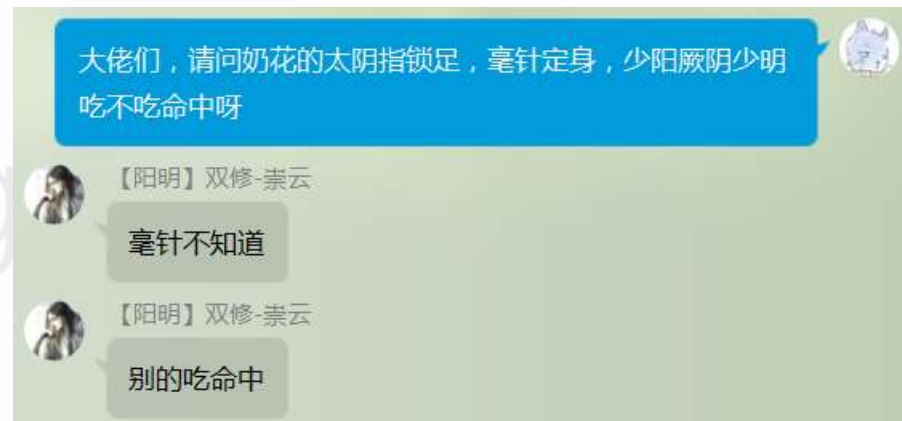 大佬们，请问奶花的太阴指锁足，毫针定身，少阳厥阴少明
吃不吃命中呀
【阳明】双修-崇云
毫针不知道
【阳明】双修-崇云
别的吃命中